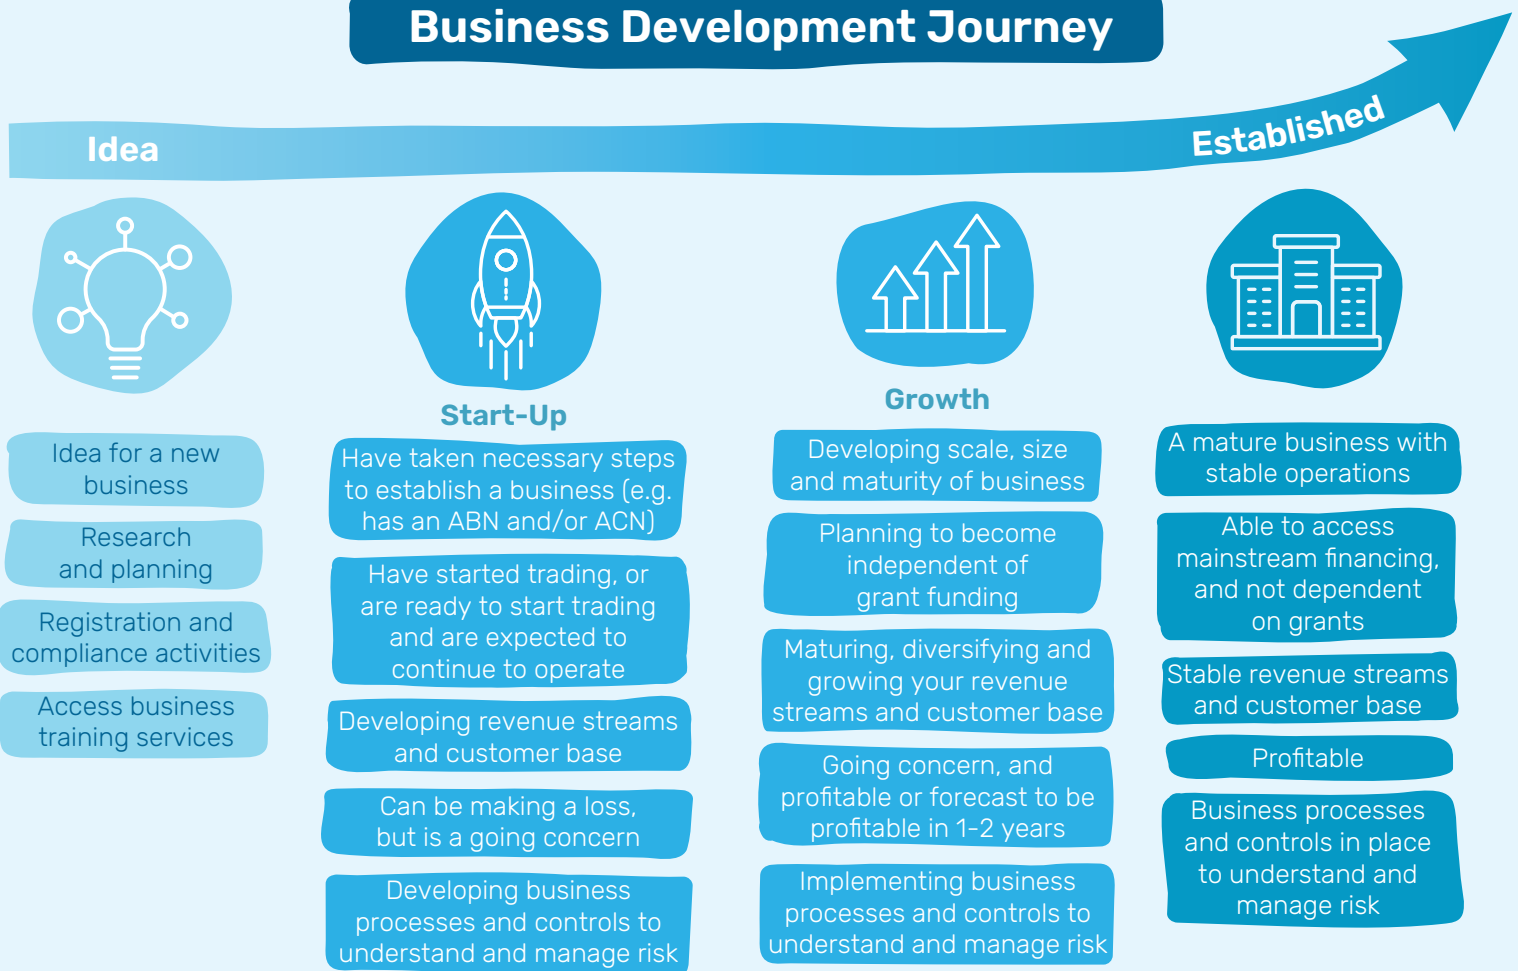 Business Development Journey
Idea
Established
Idea for a new
business
Research
and planning
Registration and
compliance activities
Access business
training services
Start-Up
Have taken necessary steps
to establish a business (e.g.
has an ABN and/or ACN)
Have started trading, or
are ready to start trading
and are expected to
continue to operate
Developing revenue streams
and customer base
Can be making a loss,
but is a going concern
Developing business
processes and controls to
understand and manage risk
Growth
Developing scale, size
and maturity of business
Planning to become
independent of
grant funding
Maturing, diversifying and
growing your revenue
streams and customer base
Going concern, and
profitable or forecast to be
profitable in 1-2 years
Implementing business
processes and controls to
understand and manage risk
A mature business with
stable operations
Able to access
mainstream financing,
and not dependent
on grants
Stable revenue streams
and customer base
Profitable
Business processes
and controls in place
to understand and
manage risk